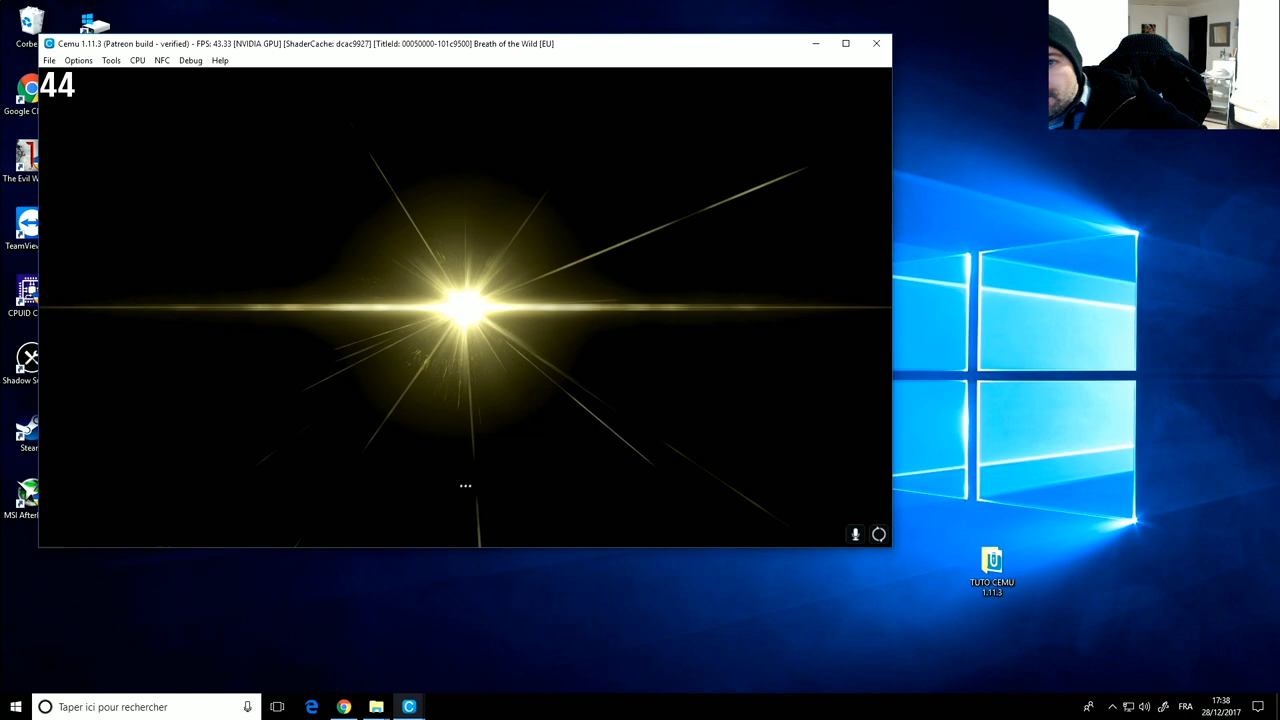 Corbe
Cemu 1.11.3 (Patreon build - verified) - FPS: 43.33 [NVIDIA GPU] [ShaderCache: dcac9927] [TitleId: 00050000-101c9500] Breath of the Wild [EU]
File Options Tools CPU NFC Debug Help
44
Google C
The Evil W
TeamView
CPUID C
Shadow S
Steam
MSI After
...
TUTO CEMU
1.11.3
Taper ici pour rechercher
FRA
17:38
28/12/2017